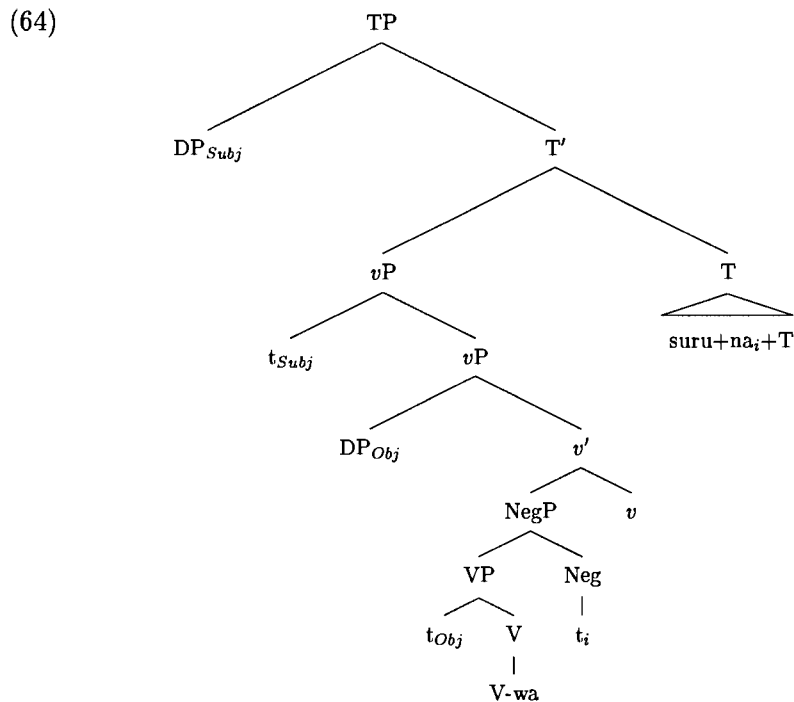 (64)
TP
DP_Subj T′
vP T
t_Subj vP suru+na_i+T
DP_Obj v′
NegP v
VP Neg
t_Obj V t_i
V-wa